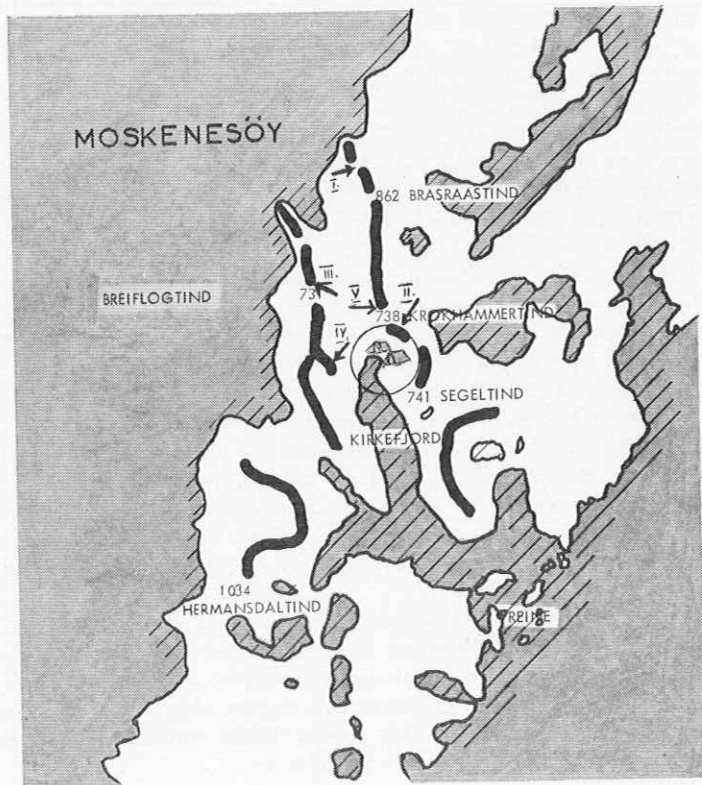 MOSKENESÖY
I.
862 BRASRAASTIND
III.
BREIFLOGTIND
73
V
II.
738 KROKHAMMERTIND
IV.
741 SEGELTIND
KIRKEFJORD
1034
HERMANSDALTIND
REINE